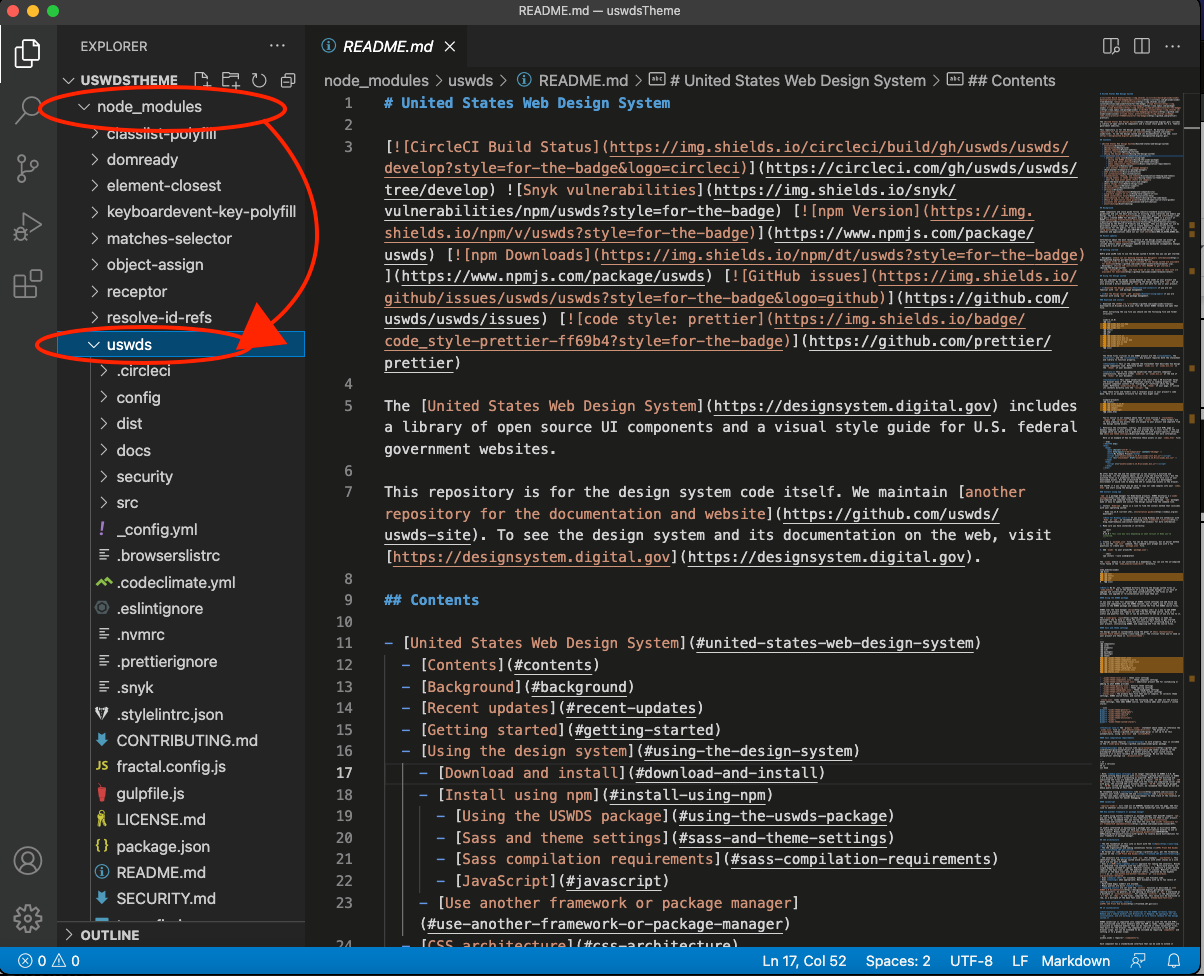 README.md — uswdsTheme
EXPLORER
USWDSTHEME
node_modules
classlist-polyfill
domready
element-closest
keyboardevent-key-polyfill
matches-selector
object-assign
receptor
resolve-id-refs
uswds
.circleci
config
dist
docs
security
src
! _config.yml
.browserslistrc
.codeclimate.yml
.eslintignore
.nvmrc
.prettierignore
.snyk
.stylelintrc.json
CONTRIBUTING.md
JS fractal.config.js
gulpfile.js
LICENSE.md
{} package.json
README.md
SECURITY.md
OUTLINE
README.md
node_modules > uswds > README.md > abc # United States Web Design System > abc ## Contents
1 # United States Web Design System
2
3 [![CircleCI Build Status](https://img.shields.io/circleci/build/gh/uswds/uswds/
develop?style=for-the-badge&logo=circleci)](https://circleci.com/gh/uswds/uswds/
tree/develop) ![Snyk vulnerabilities](https://img.shields.io/snyk/
vulnerabilities/npm/uswds?style=for-the-badge) [![npm Version](https://img.
shields.io/npm/v/uswds?style=for-the-badge)](https://www.npmjs.com/package/
uswds) [![npm Downloads](https://img.shields.io/npm/dt/uswds?style=for-the-badge)
](https://www.npmjs.com/package/uswds) [![GitHub issues](https://img.shields.io/
github/issues/uswds/uswds?style=for-the-badge&logo=github)](https://github.com/
uswds/uswds/issues) [![code style: prettier](https://img.shields.io/badge/
code_style-prettier-ff69b4?style=for-the-badge)](https://github.com/prettier/
prettier)
4
5 The [United States Web Design System](https://designsystem.digital.gov) includes
a library of open source UI components and a visual style guide for U.S. federal
government websites.
6
7 This repository is for the design system code itself. We maintain [another
repository for the documentation and website](https://github.com/uswds/
uswds-site). To see the design system and its documentation on the web, visit
[https://designsystem.digital.gov](https://designsystem.digital.gov).
8
9 ## Contents
10
11 - [United States Web Design System](#united-states-web-design-system)
12 - [Contents](#contents)
13 - [Background](#background)
14 - [Recent updates](#recent-updates)
15 - [Getting started](#getting-started)
16 - [Using the design system](#using-the-design-system)
17 - [Download and install](#download-and-install)
18 - [Install using npm](#install-using-npm)
19 - [Using the USWDS package](#using-the-uswds-package)
20 - [Sass and theme settings](#sass-and-theme-settings)
21 - [Sass compilation requirements](#sass-compilation-requirements)
22 - [JavaScript](#javascript)
23 - [Use another framework or package manager]
(#use-another-framework-or-package-manager)
24 - [CSS architecture](#css-architecture)
0 0
Ln 17, Col 52 Spaces: 2 UTF-8 LF Markdown